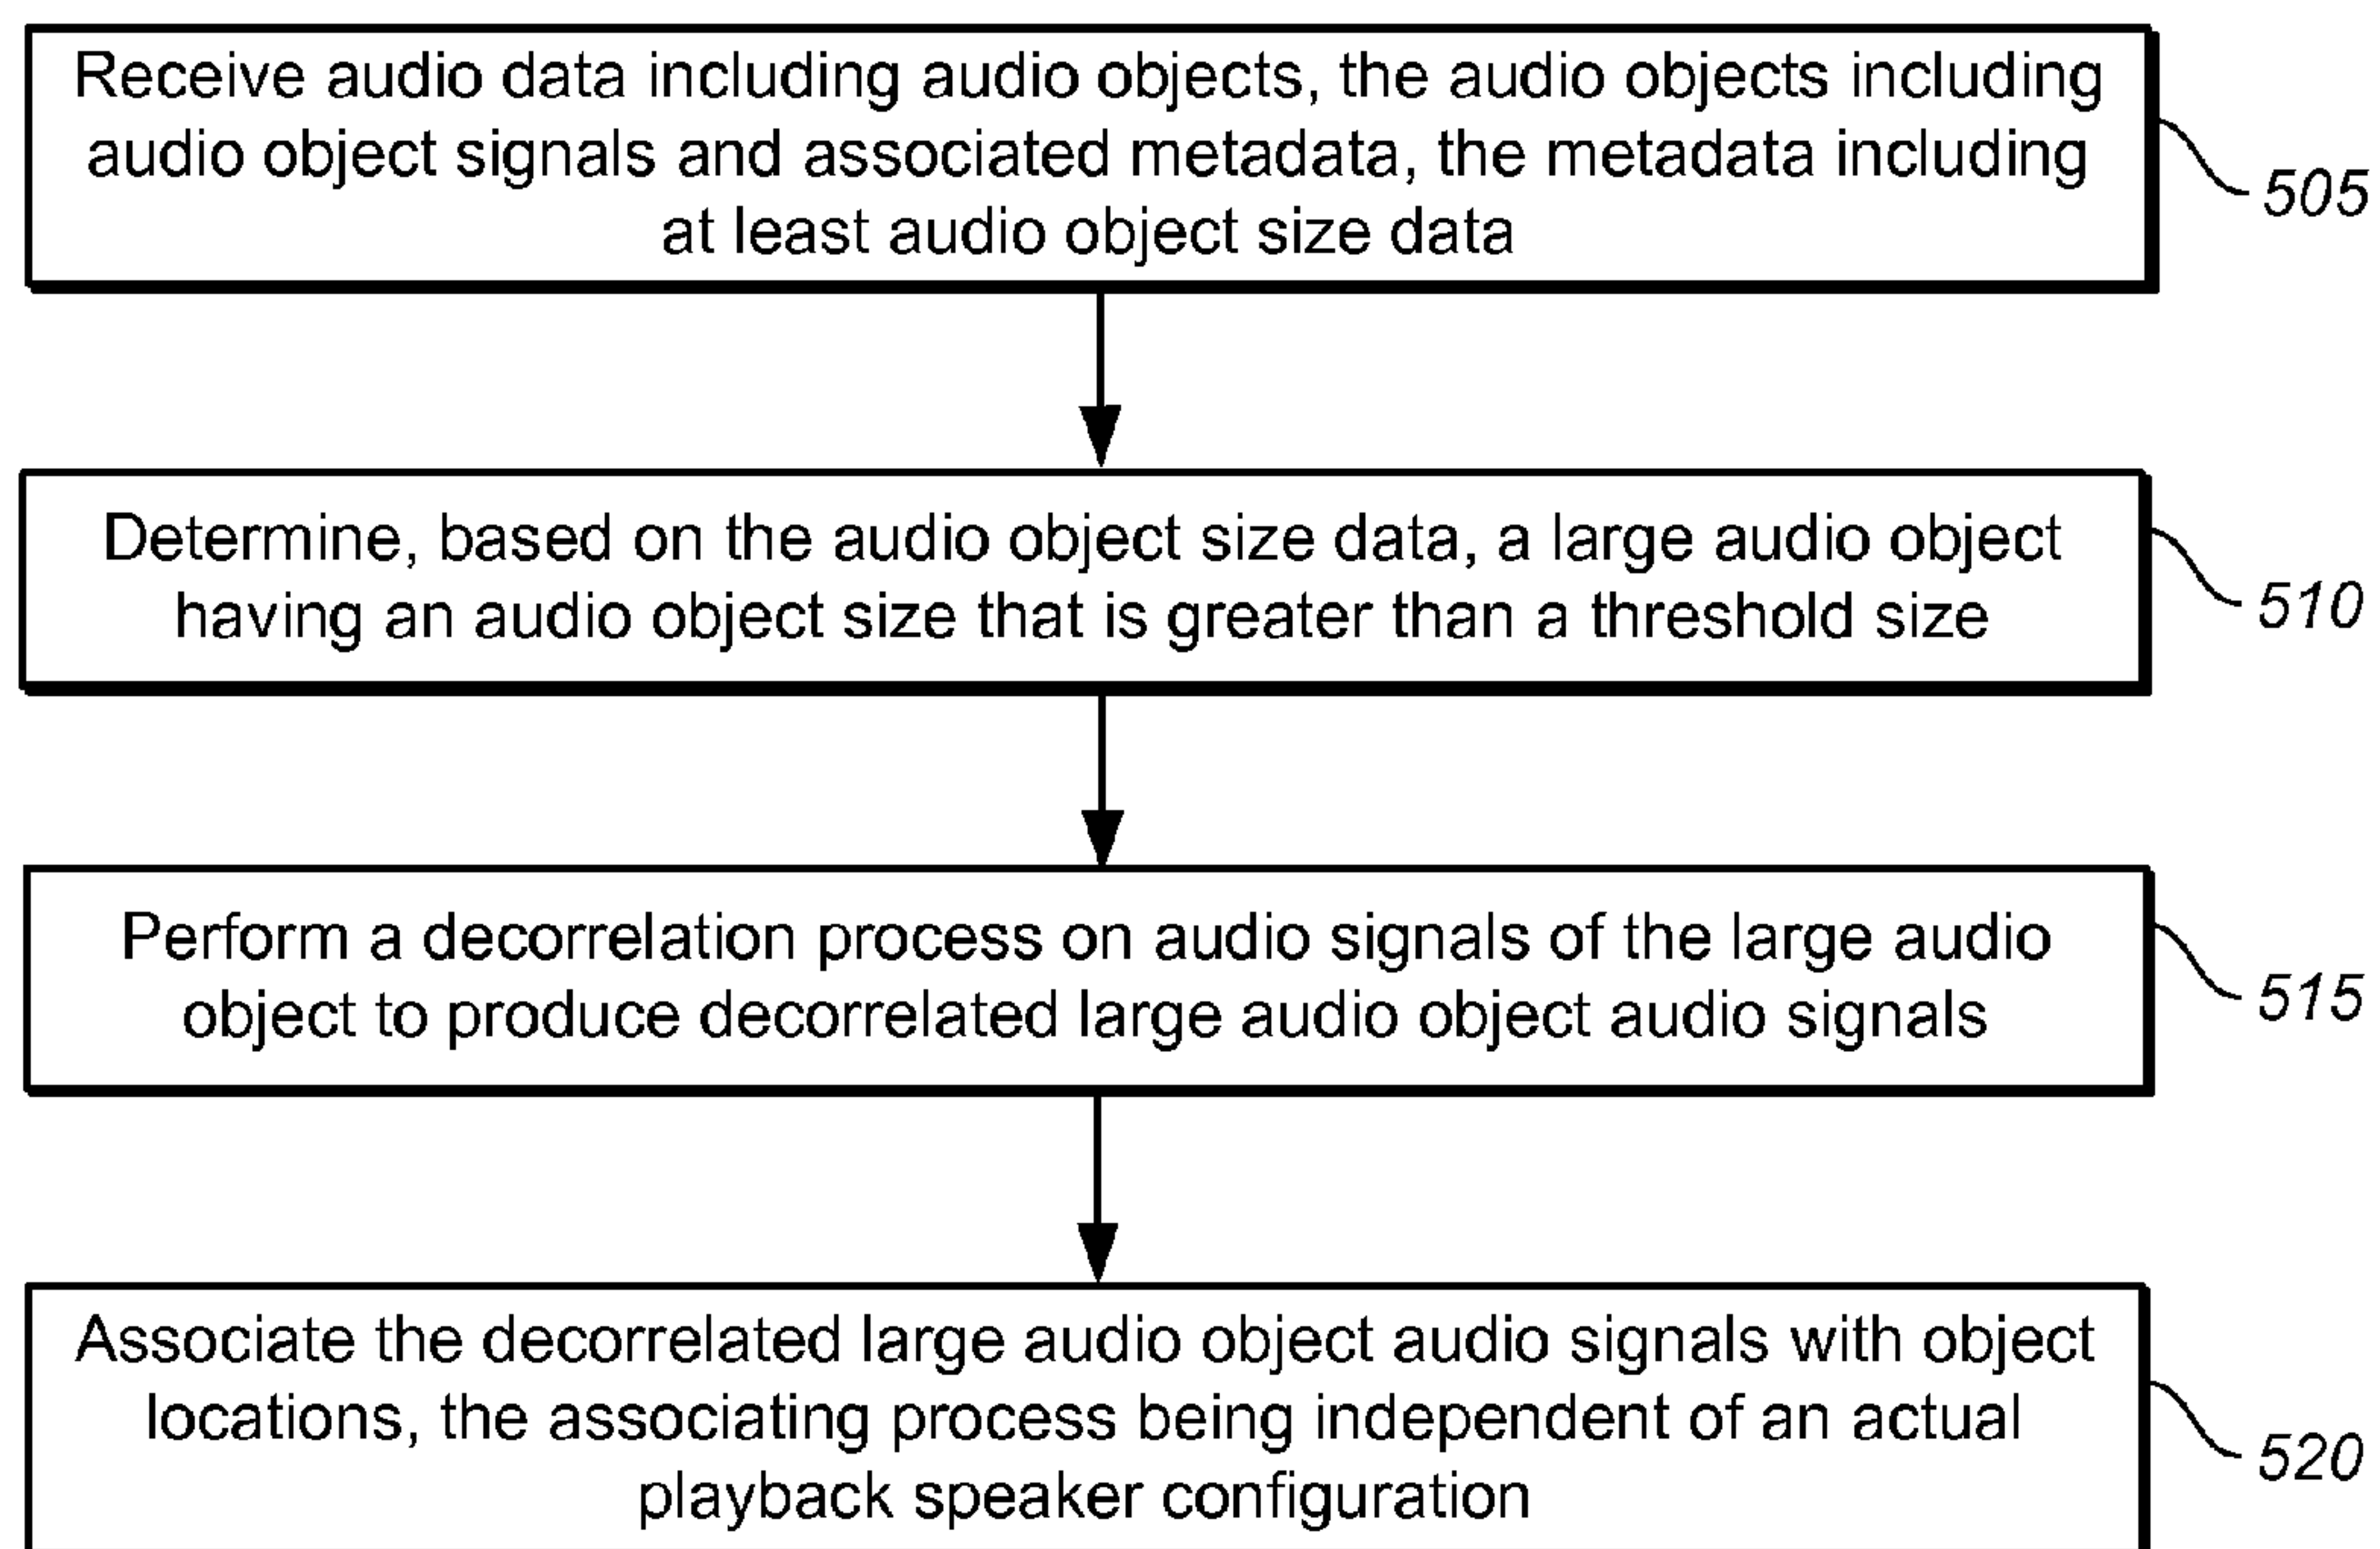 Receive audio data including audio objects, the audio objects including
audio object signals and associated metadata, the metadata including
at least audio object size data
505
Determine, based on the audio object size data, a large audio object
having an audio object size that is greater than a threshold size
510
Perform a decorrelation process on audio signals of the large audio
object to produce decorrelated large audio object audio signals
515
Associate the decorrelated large audio object audio signals with object
locations, the associating process being independent of an actual
playback speaker configuration
520